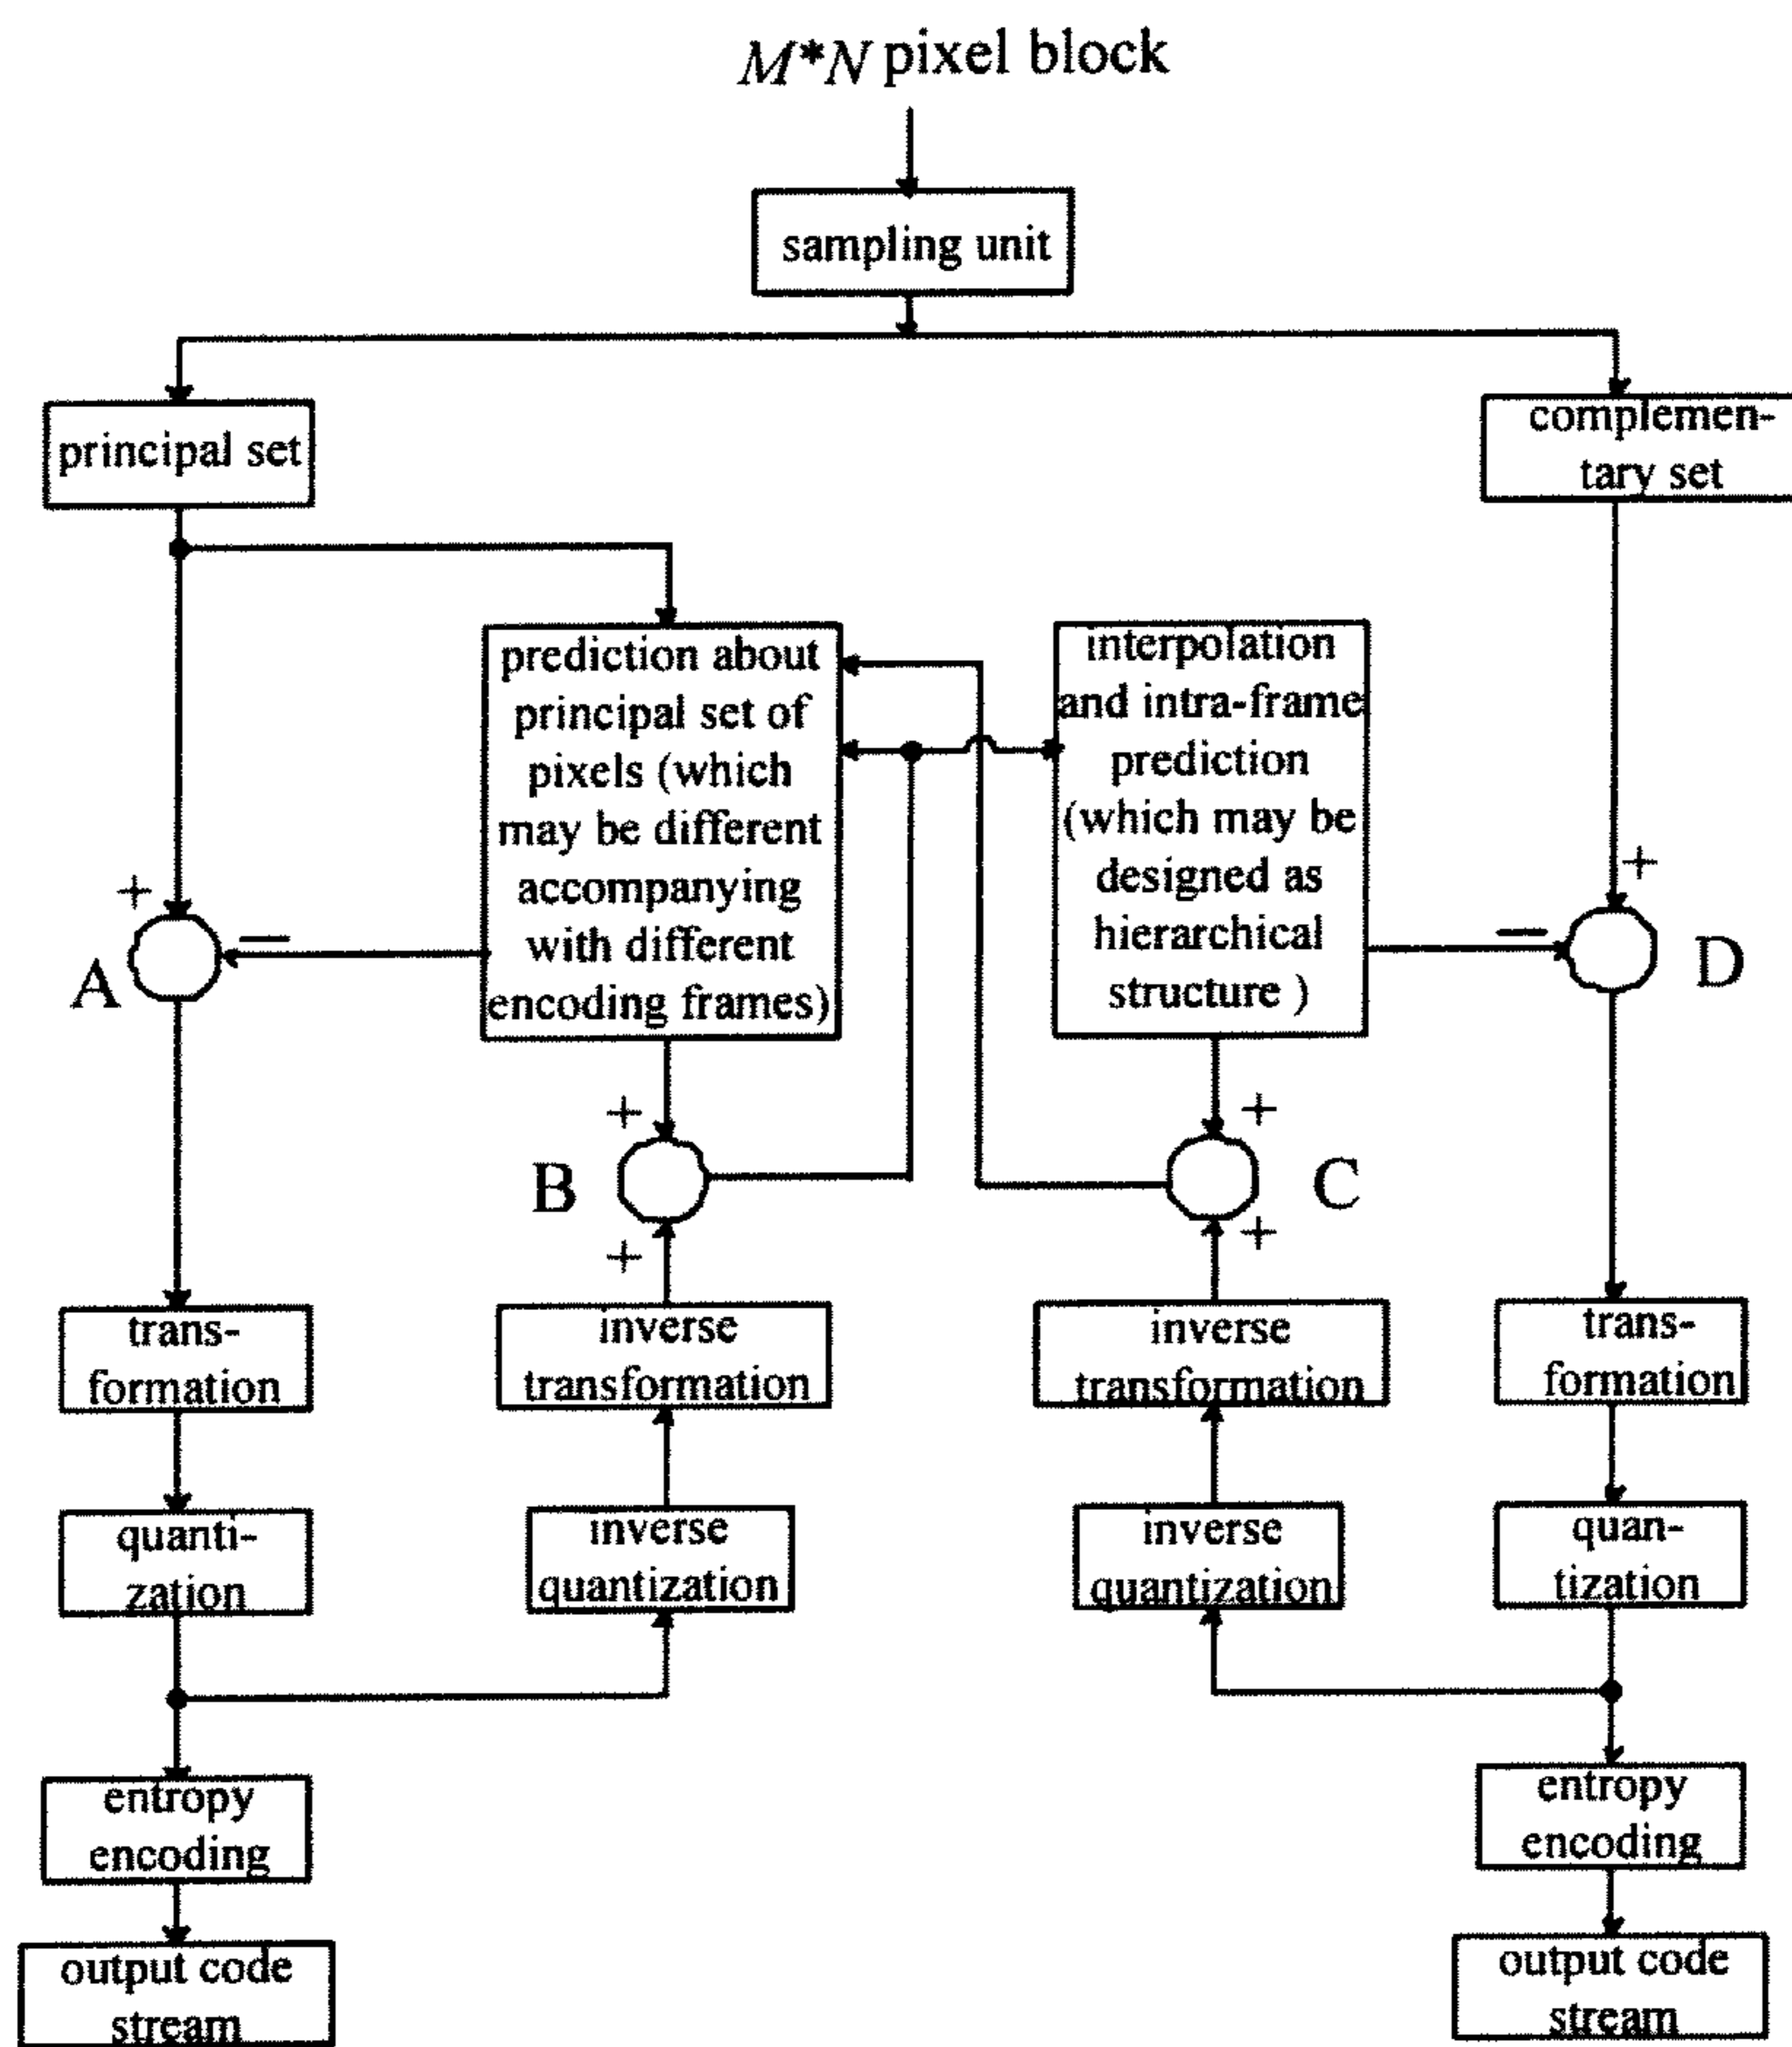 M*N pixel block
sampling unit
principal set
complemen-
tary set
prediction about
principal set of
pixels (which
may be different
accompanying
with different
encoding frames)
interpolation
and intra-frame
prediction
(which may be
designed as
hierarchical
structure )
+
−
A
+
−
D
+
B
+
+
C
+
trans-
formation
inverse
transformation
inverse
transformation
trans-
formation
quanti-
zation
inverse
quantization
inverse
quantization
quan-
tization
entropy
encoding
entropy
encoding
output code
stream
output code
stream